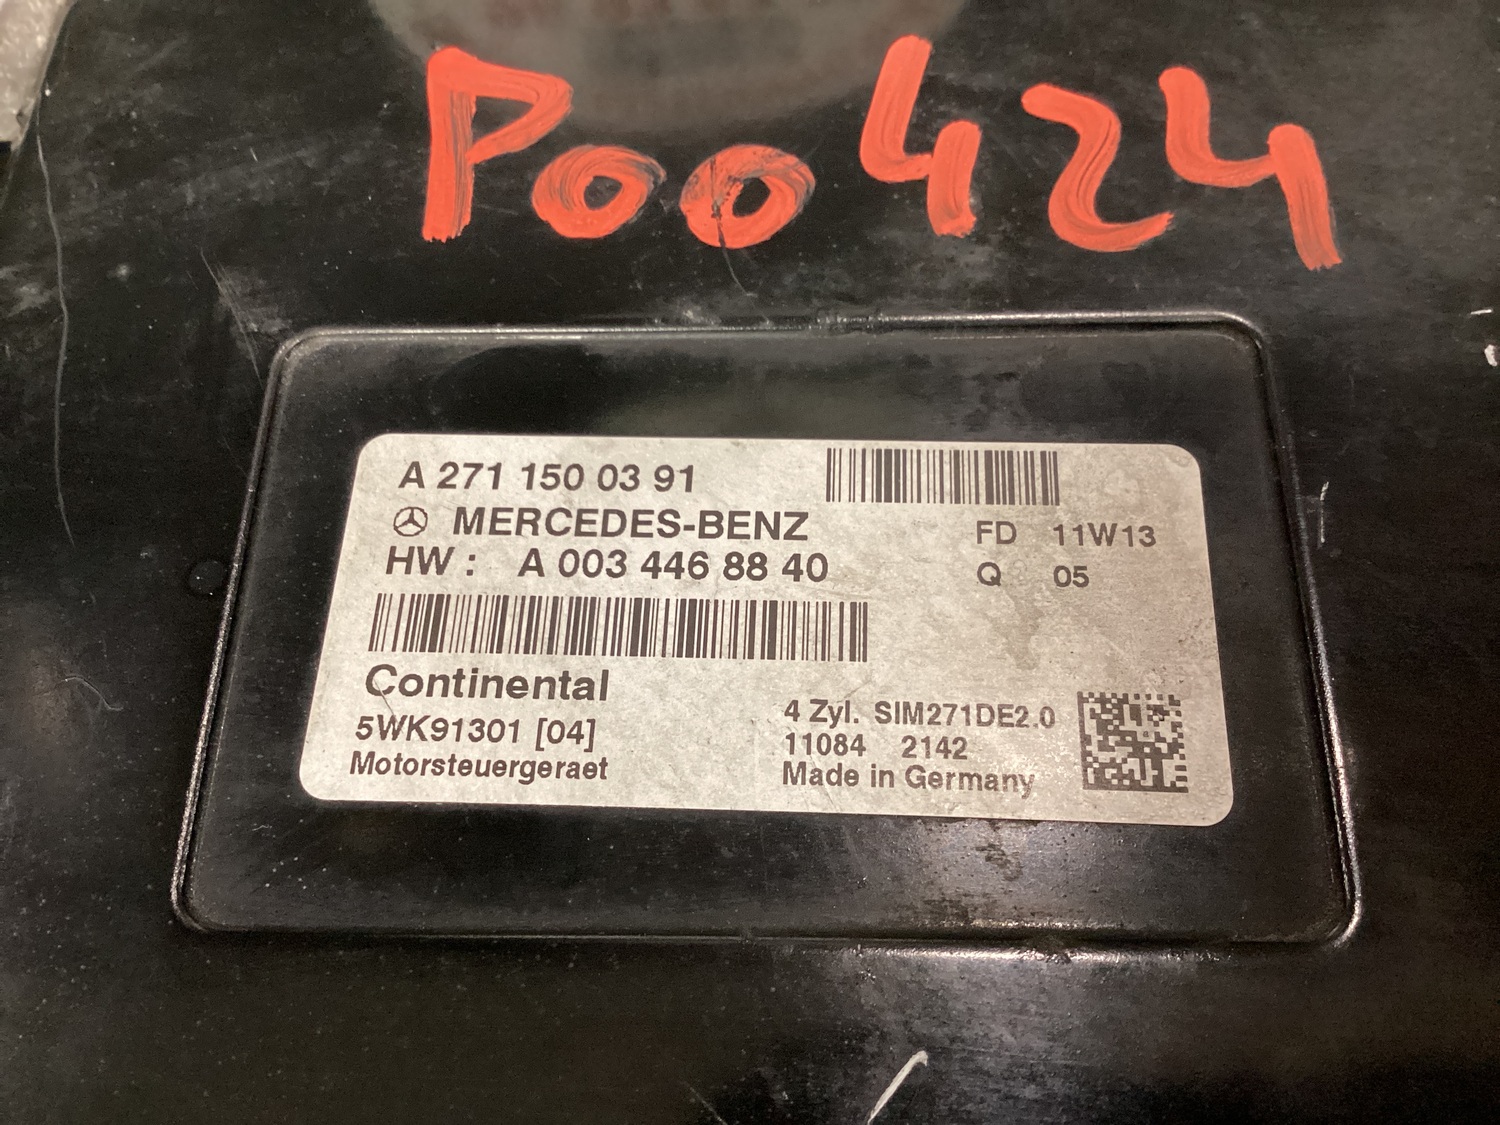 P00424
A 271 150 03 91
MERCEDES-BENZ
FD 11W13
HW : A 003 446 88 40
Q 05
Continental
5WK91301 [04]
Motorsteuergeraet
4 Zyl. SIM271DE2.0
11084 2142
Made in Germany